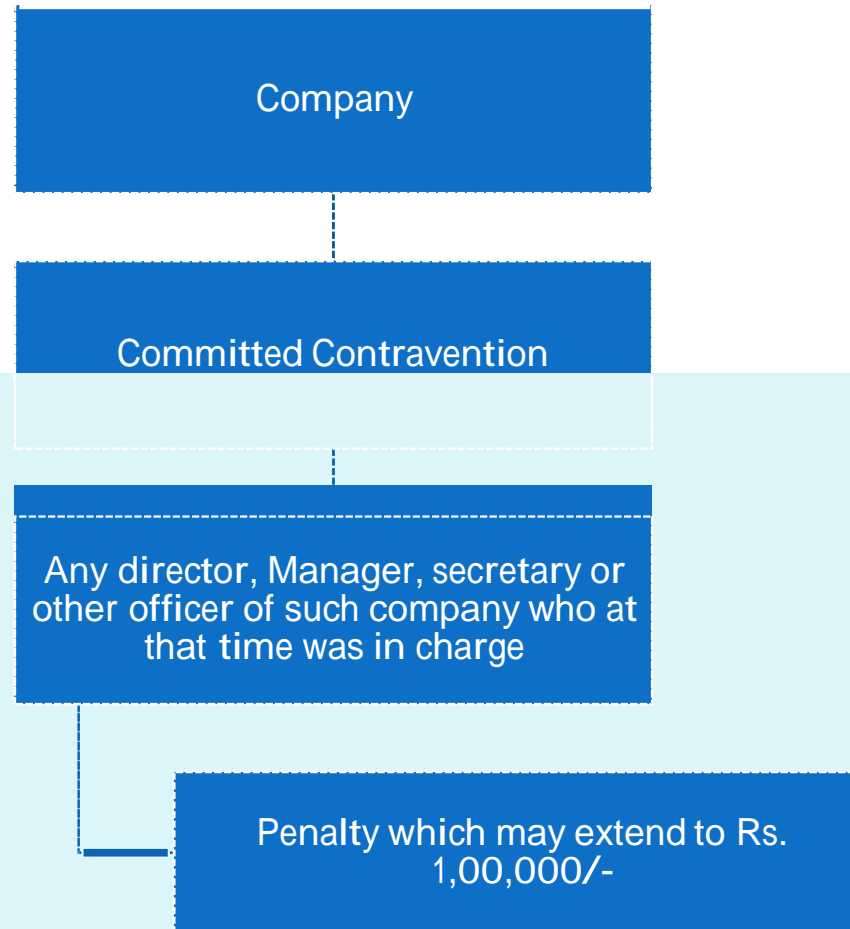 Company
Committed Contravention
Any director, Manager, secretary or
other officer of such company who at
that time was in charge
Penalty which may extend to Rs.
1,00,000/-